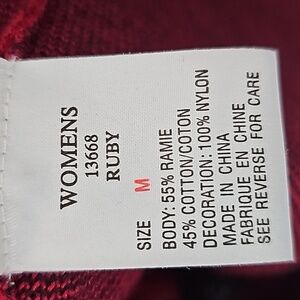 WOMENS
13668
RUBY
SIZE M
BODY: 55% RAMIE
45% COTTON/COTON
DECORATION: 100% NYLON
MADE IN CHINA
FABRIQUE EN CHINE
SEE REVERSE FOR CARE